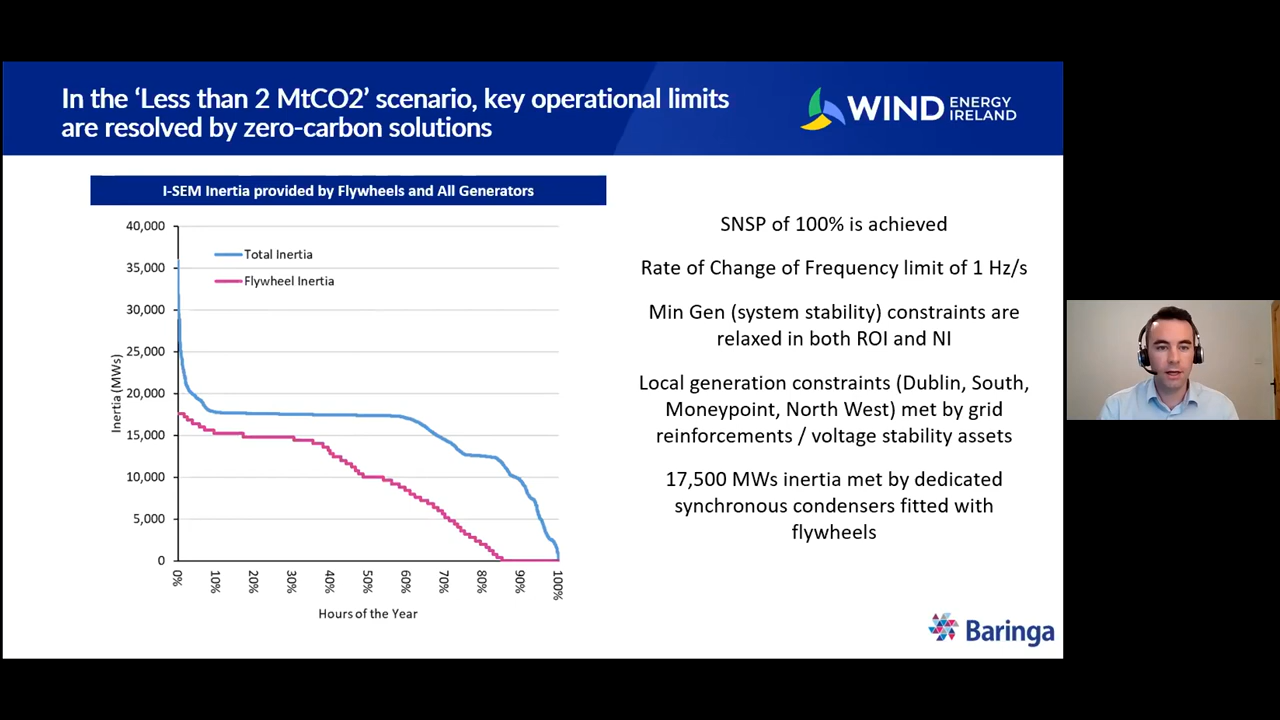 In the ‘Less than 2 MtCO2’ scenario, key operational limits
are resolved by zero-carbon solutions
WIND ENERGY
IRELAND
I-SEM Inertia provided by Flywheels and All Generators
40,000
35,000
30,000
25,000
20,000
15,000
10,000
5,000
0
Inertia (MWs)
Total Inertia
Flywheel Inertia
0%
10%
20%
30%
40%
50%
60%
70%
80%
90%
100%
Hours of the Year
SNSP of 100% is achieved
Rate of Change of Frequency limit of 1 Hz/s
Min Gen (system stability) constraints are
relaxed in both ROI and NI
Local generation constraints (Dublin, South,
Moneypoint, North West) met by grid
reinforcements / voltage stability assets
17,500 MWs inertia met by dedicated
synchronous condensers fitted with
flywheels
Baringa